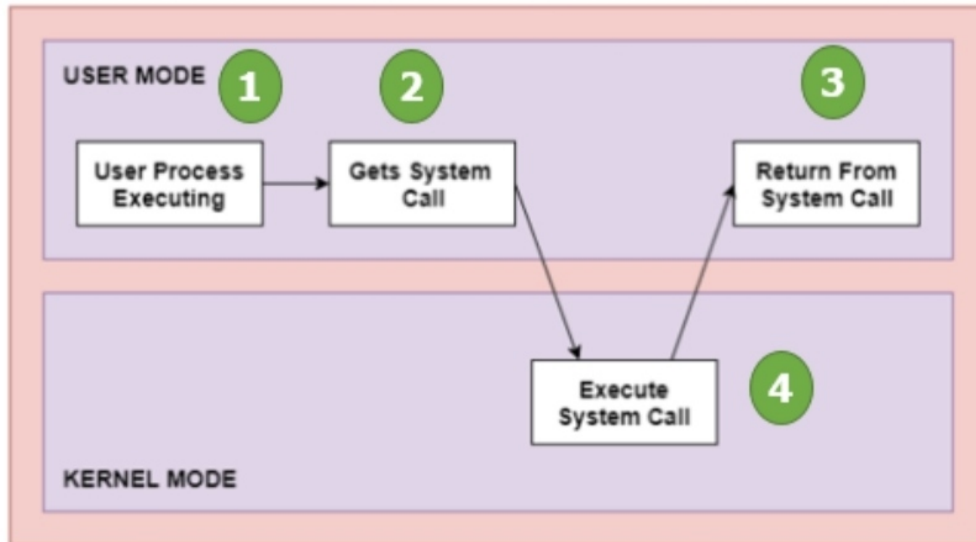 USER MODE
1
2
3
User Process
Executing
Gets System
Call
Return From
System Call
Execute
System Call
4
KERNEL MODE